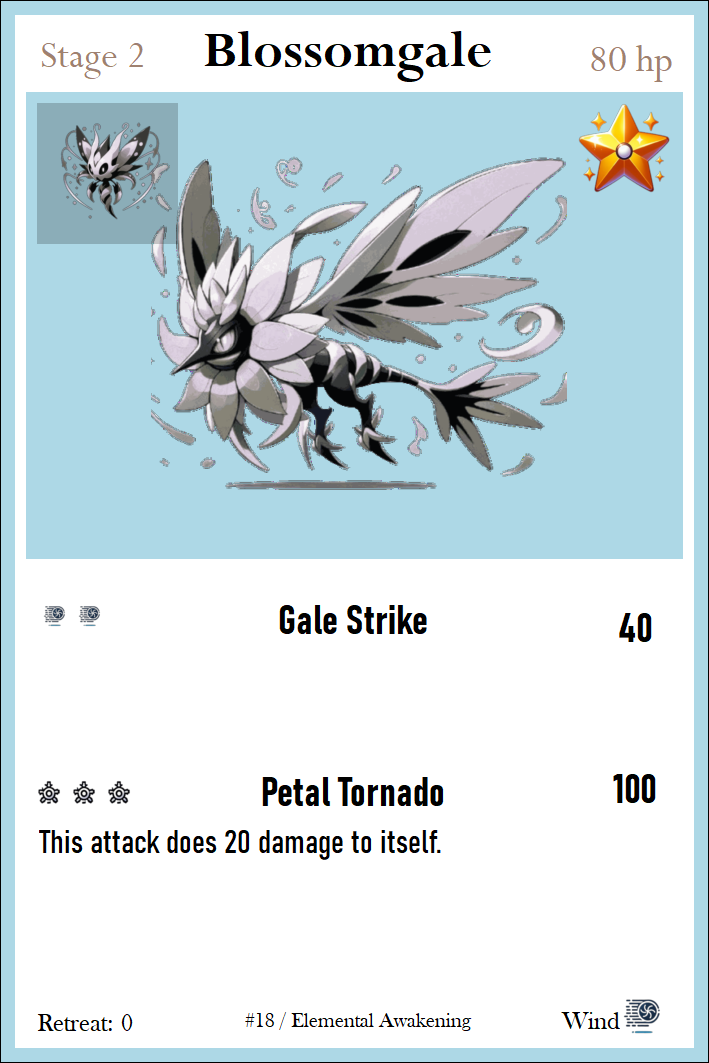 Stage 2
Blossomgale
80 hp
Gale Strike
40
Petal Tornado
100
This attack does 20 damage to itself.
Retreat: 0
#18 / Elemental Awakening
Wind